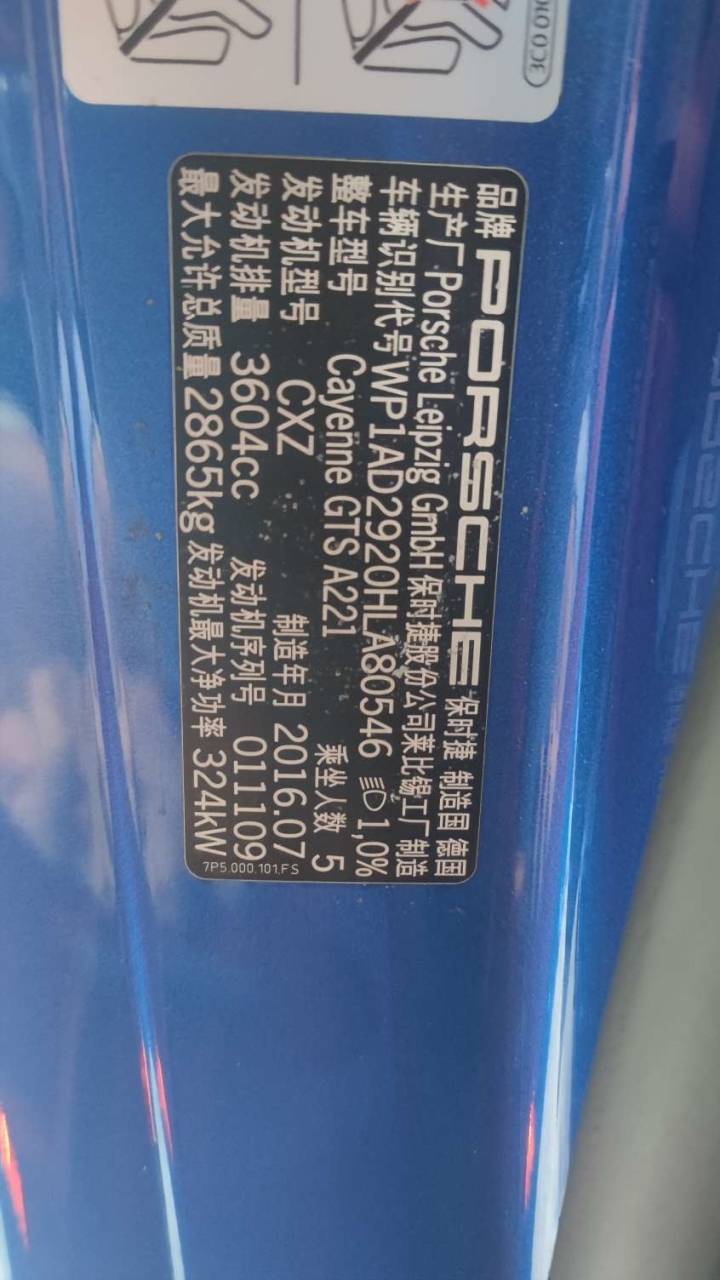 3C0 010
品牌 PORSCHE 保时捷 制造国 德国
生产厂 Porsche Leipzig GmbH 保时捷股份公司莱比锡工厂制造
车辆识别代号 WP1AD2920HLA80546 1,0%
整车型号 Cayenne GTS A221 乘坐人数 5
发动机型号 CXZ 制造年月 2016.07
发动机排量 3604cc 发动机序列号 011109
最大允许总质量 2865kg 发动机最大净功率 324kW
7P5.000.101.FS